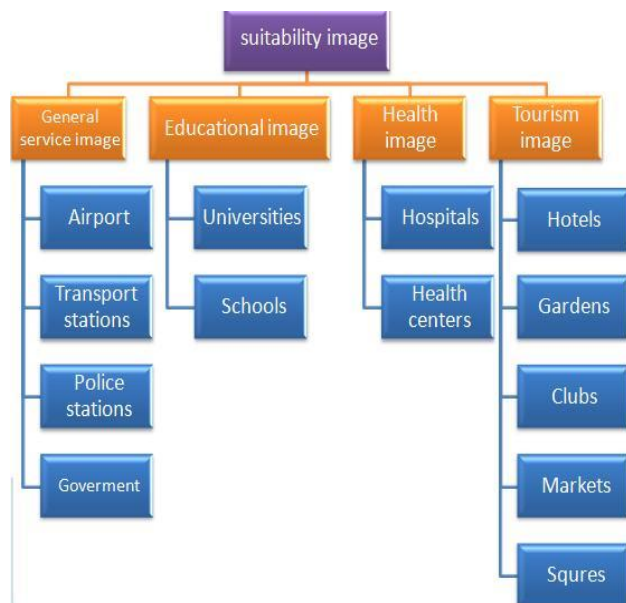 suitability image
General
service image
Educational image
Health
image
Tourism
image
Airport
Transport
stations
Police
stations
Goverment
Universities
Schools
Hospitals
Health
centers
Hotels
Gardens
Clubs
Markets
Squres